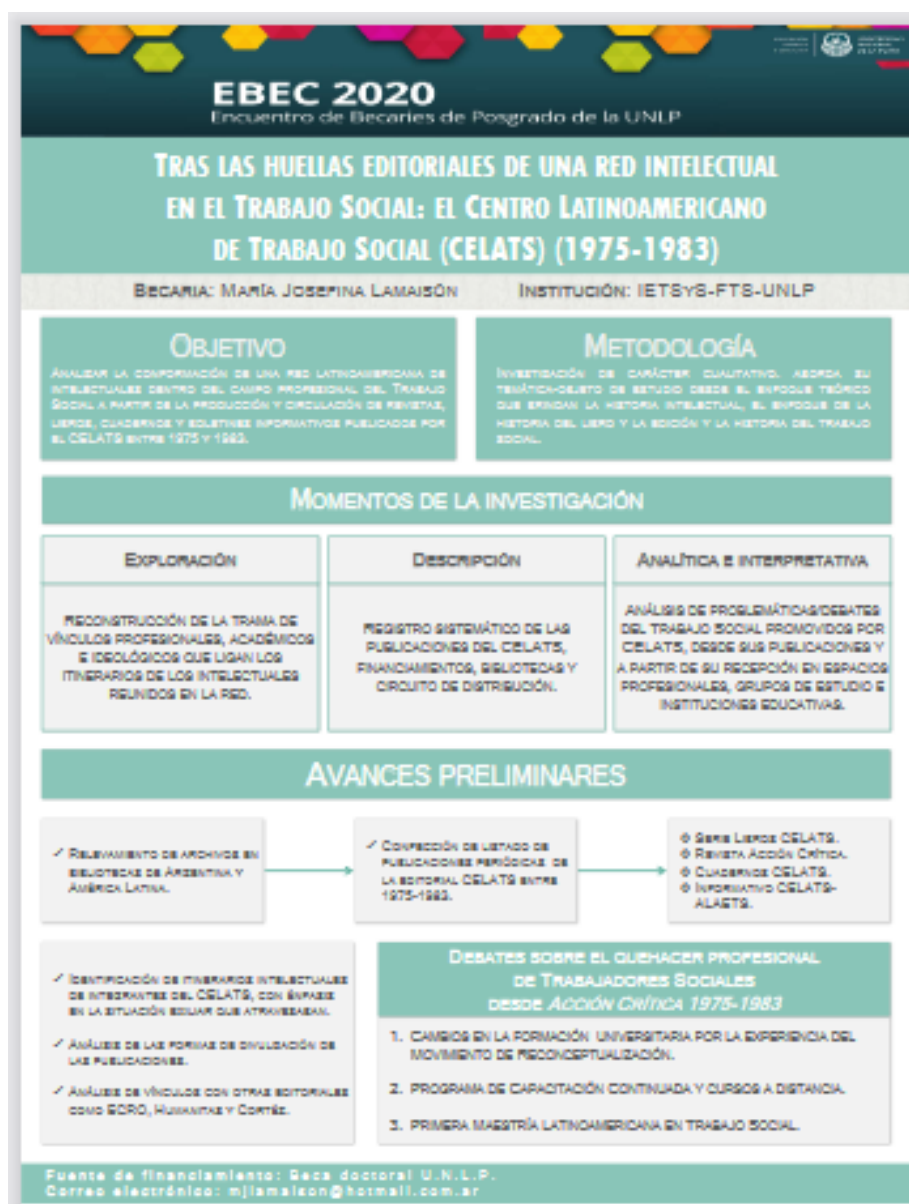 EBEC 2020
Encuentro de Becaries de Posgrado de la UNLP
TRAS LAS HUELLAS EDITORIALES DE UNA RED INTELECTUAL
EN EL TRABAJO SOCIAL: EL CENTRO LATINOAMERICANO
DE TRABAJO SOCIAL (CELATS) (1975-1983)
BECARIA: MARÍA JOSEFINA LAMAISÓN INSTITUCIÓN: IETSYS-FTS-UNLP
OBJETIVO
ANALIZAR LA CONFORMACIÓN DE UNA RED LATINOAMERICANA DE
INTELECTUALES DENTRO DEL CAMPO PROFESIONAL DEL TRABAJO
SOCIAL A PARTIR DE LA PRODUCCIÓN Y CIRCULACIÓN DE REVISTAS,
LIBROS, CUADERNOS Y BOLETINES INFORMATIVOS PUBLICADOS POR
EL CELATS ENTRE 1975 Y 1983.
METODOLOGÍA
INVESTIGACIÓN DE CARÁCTER CUALITATIVO. ABORDA SU
TEMÁTICA-OBJETO DE ESTUDIO DESDE EL ENFOQUE TEÓRICO
QUE BRINDAN LA HISTORIA INTELECTUAL, EL ENFOQUE DE LA
HISTORIA DEL LIBRO Y LA EDICIÓN Y LA HISTORIA DEL TRABAJO
SOCIAL.
MOMENTOS DE LA INVESTIGACIÓN
EXPLORACIÓN
RECONSTRUCCIÓN DE LA TRAMA DE
VÍNCULOS PROFESIONALES, ACADÉMICOS
E IDEOLÓGICOS QUE LIGAN LOS
ITINERARIOS DE LOS INTELECTUALES
REUNIDOS EN LA RED.
DESCRIPCIÓN
REGISTRO SISTEMÁTICO DE LAS
PUBLICACIONES DEL CELATS,
FINANCIAMIENTOS, BIBLIOTECAS Y
CIRCUITO DE DISTRIBUCIÓN.
ANALÍTICA E INTERPRETATIVA
ANÁLISIS DE PROBLEMÁTICAS/DEBATES
DEL TRABAJO SOCIAL PROMOVIDOS POR
CELATS, DESDE SUS PUBLICACIONES Y
A PARTIR DE SU RECEPCIÓN EN ESPACIOS
PROFESIONALES, GRUPOS DE ESTUDIO E
INSTITUCIONES EDUCATIVAS.
AVANCES PRELIMINARES
✓ RELEVAMIENTO DE ARCHIVOS EN
BIBLIOTECAS DE ARGENTINA Y
AMÉRICA LATINA.
✓ CONFECCIÓN DE LISTADO DE
PUBLICACIONES PERIÓDICAS DE
LA EDITORIAL CELATS ENTRE
1975-1983.
❖ SERIE LIBROS CELATS.
❖ REVISTA ACCIÓN CRÍTICA.
❖ CUADERNOS CELATS.
❖ INFORMATIVO CELATS-
ALAETS.
✓ IDENTIFICACIÓN DE ITINERARIOS INTELECTUALES
DE INTEGRANTES DEL CELATS, CON ÉNFASIS
EN LA SITUACIÓN EXILIAR QUE ATRAVESABAN.
✓ ANÁLISIS DE LAS FORMAS DE DIVULGACIÓN DE
LAS PUBLICACIONES.
✓ ANÁLISIS DE VÍNCULOS CON OTRAS EDITORIALES
COMO ECRO, HUMANITAS Y CORTÉZ.
DEBATES SOBRE EL QUEHACER PROFESIONAL
DE TRABAJADORES SOCIALES
DESDE ACCIÓN CRÍTICA 1975-1983
1. CAMBIOS EN LA FORMACIÓN UNIVERSITARIA POR LA EXPERIENCIA DEL
MOVIMIENTO DE RECONCEPTUALIZACIÓN.
2. PROGRAMA DE CAPACITACIÓN CONTINUADA Y CURSOS A DISTANCIA.
3. PRIMERA MAESTRÍA LATINOAMERICANA EN TRABAJO SOCIAL.
Fuente de financiamiento: Beca doctoral U.N.L.P.
Correo electrónico: mjlamaison@hotmail.com.ar